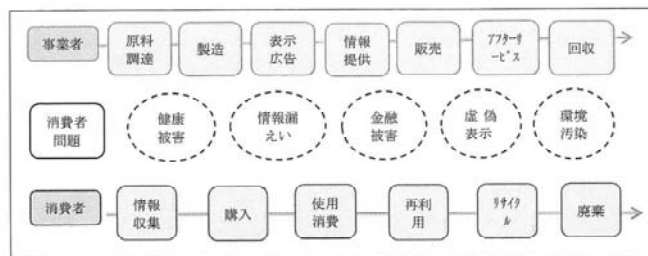 事業者
原料
調達
製造
表示
広告
情報
提供
販売
ｱﾌﾀｰｻ
ｰﾋﾞｽ
回収
消費者
問題
健康
被害
情報漏
えい
金融
被害
虚偽
表示
環境
汚染
消費者
情報
収集
購入
使用
消費
再利
用
ﾘｻｲｸ
ﾙ
廃棄